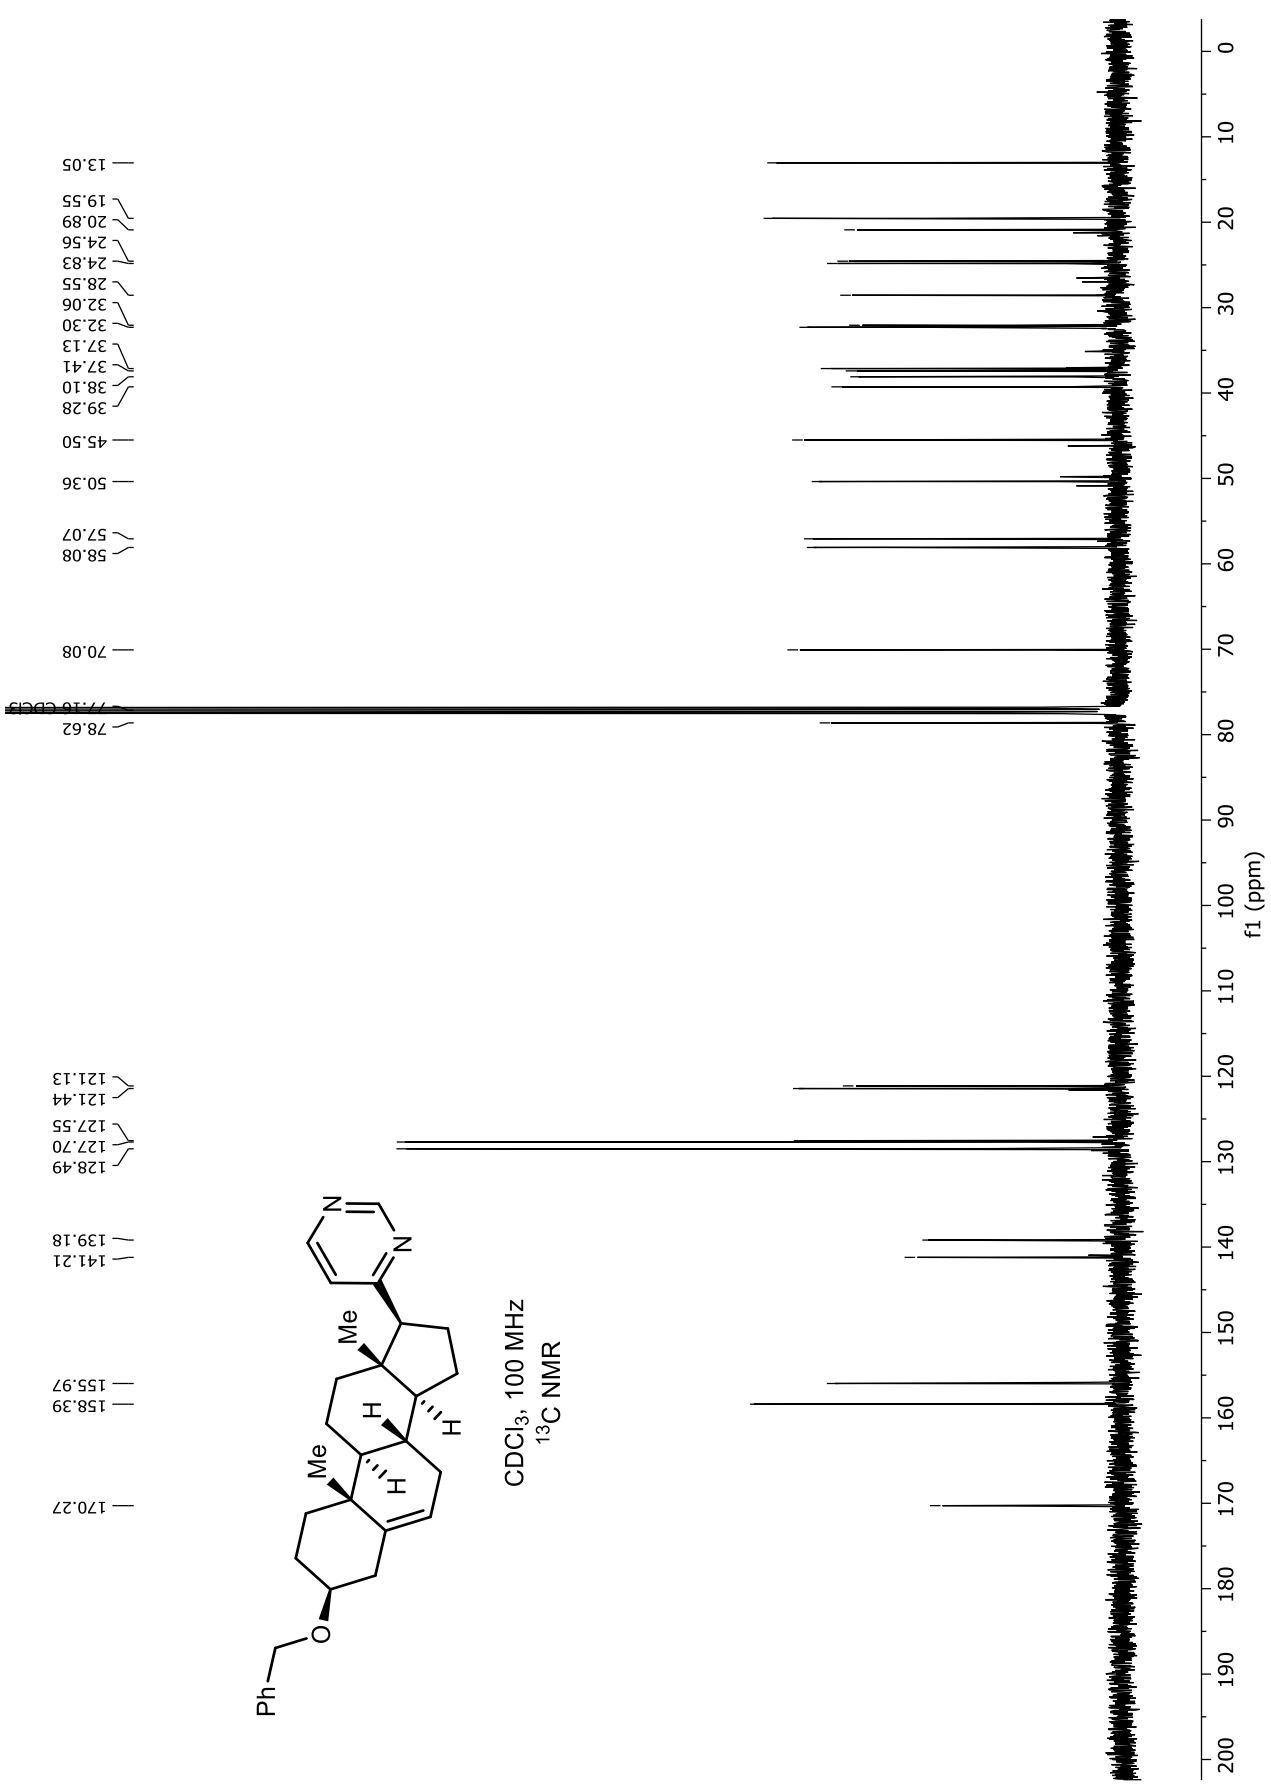 170.27
158.39
155.97
141.21
139.18
128.49
127.70
127.55
121.44
121.13
78.62
77.16 CDCl3
70.08
58.08
57.07
50.36
45.50
39.28
38.10
37.41
37.13
32.30
32.06
28.55
24.83
24.56
20.89
19.55
13.05
Ph
O
Me
H
H
Me
H
N
N
CDCl₃, 100 MHz
¹³C NMR
200 190 180 170 160 150 140 130 120 110 100 90 80 70 60 50 40 30 20 10 0
f1 (ppm)